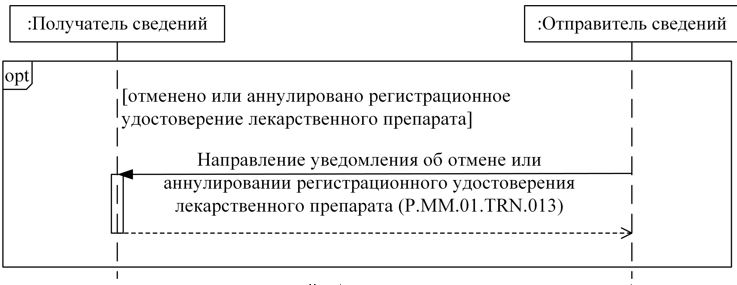 :Получатель сведений
:Отправитель сведений
opt
[отменено или аннулировано регистрационное
удостоверение лекарственного препарата]
Направление уведомления об отмене или
аннулировании регистрационного удостоверения
лекарственного препарата (P.MM.01.TRN.013)